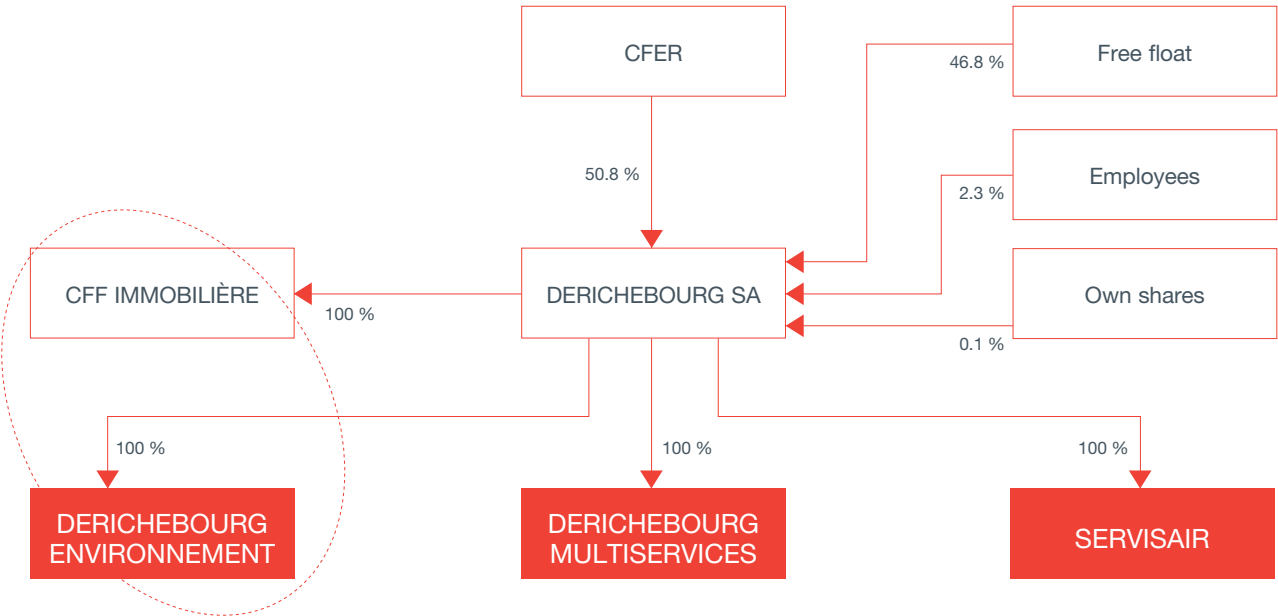 CFER
Free float
46.8 %
50.8 %
Employees
2.3 %
CFF IMMOBILIÈRE
DERICHEBOURG SA
Own shares
100 %
0.1 %
100 %
100 %
100 %
DERICHEBOURG
ENVIRONNEMENT
DERICHEBOURG
MULTISERVICES
SERVISAIR